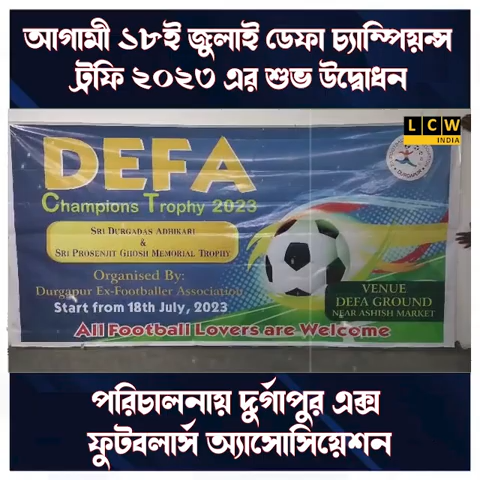 আগামী ১৮ই জুলাই ডেফা চ্যাম্পিয়ন্স
ট্রফি ২০২৩ এর শুভ উদ্বোধন
LCW
INDIA
DEFA
Champions Trophy 2023
SRI DURGADAS ADHIKARI
&
SRI PROSENJIT GHOSH MEMORIAL TROPHY
Organised By:
Durgapur Ex-Footballer Association
Start from 18th July, 2023
VENUE
DEFA GROUND
NEAR ASHISH MARKET
All Football Lovers are Welcome
পরিচালনায় দুর্গাপুর এক্স
ফুটবলার্স অ্যাসোসিয়েশন